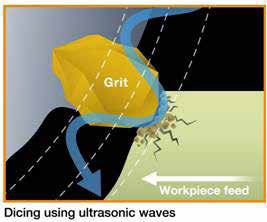 Grit
Workpiece feed
Dicing using ultrasonic waves